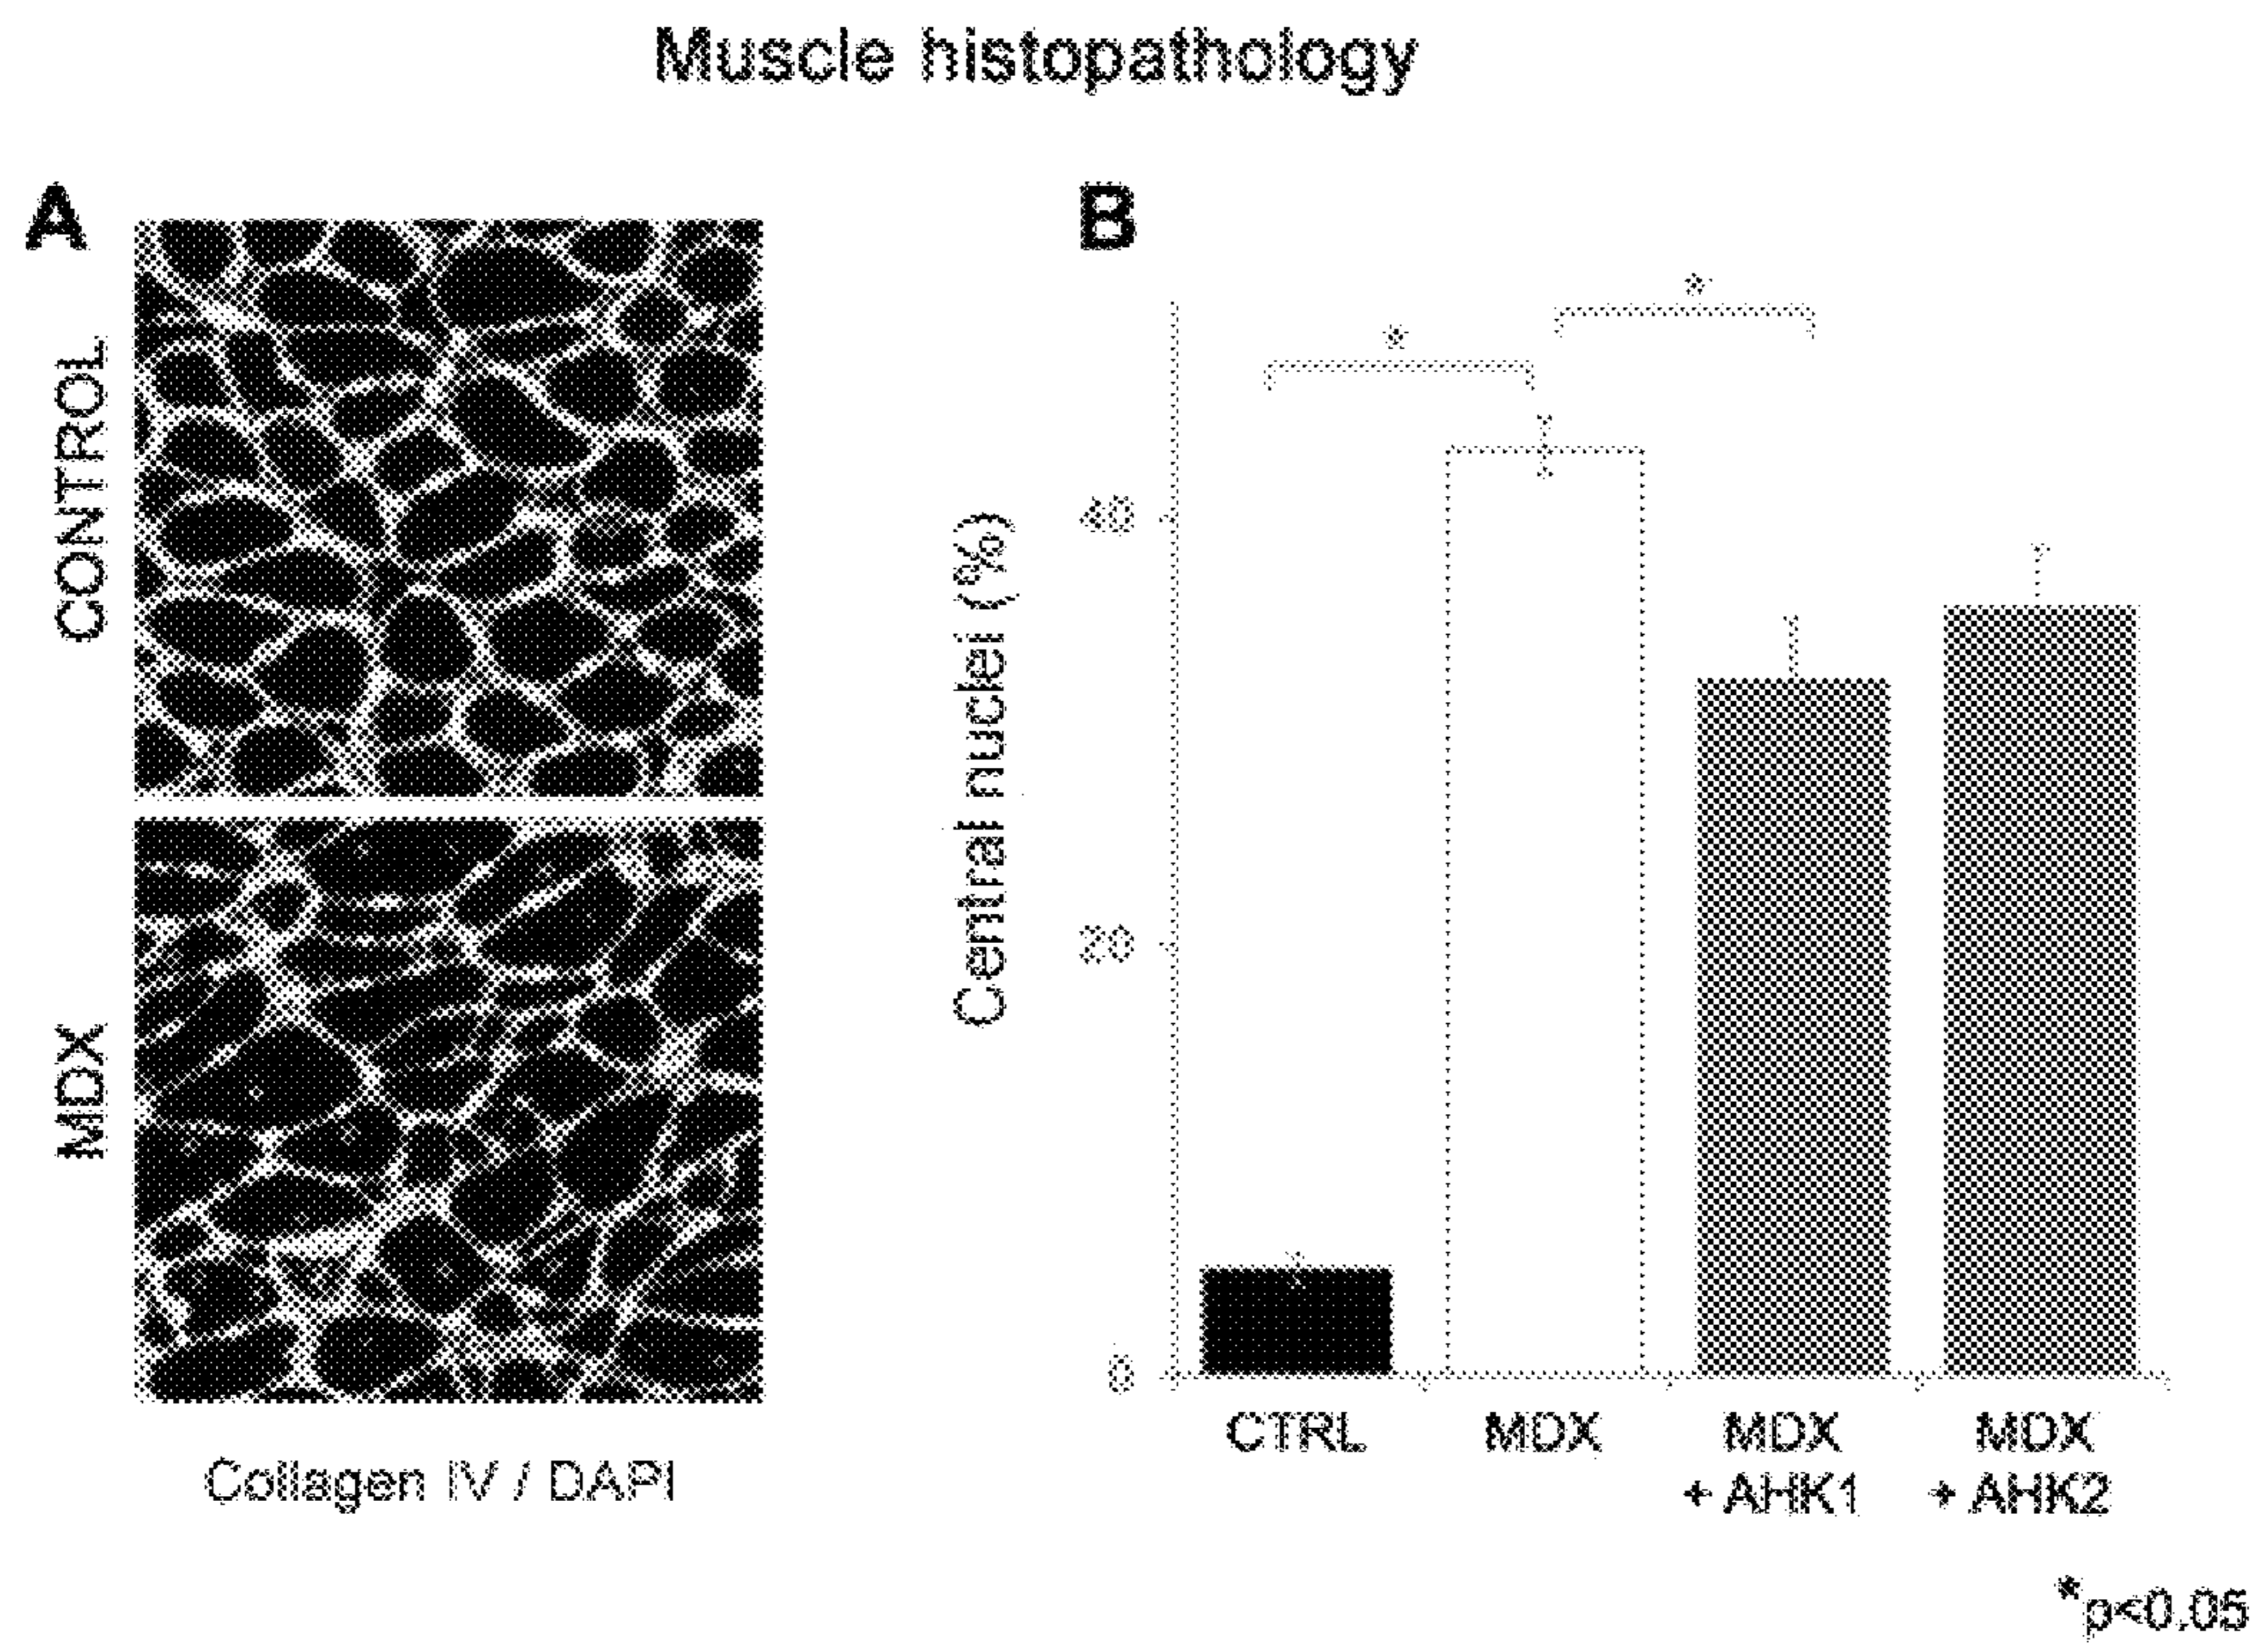 Muscle histopathology
A
CONTROL
MDX
Collagen IV / DAPI
B
*
*
Central nuclei (%)
40
20
0
CTRL
MDX
MDX
+ AHK1
MDX
+ AHK2
*p<0.05